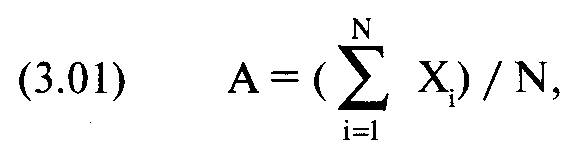 (3.01) A = ( ∑_{i=1}^{N} X_i ) / N,